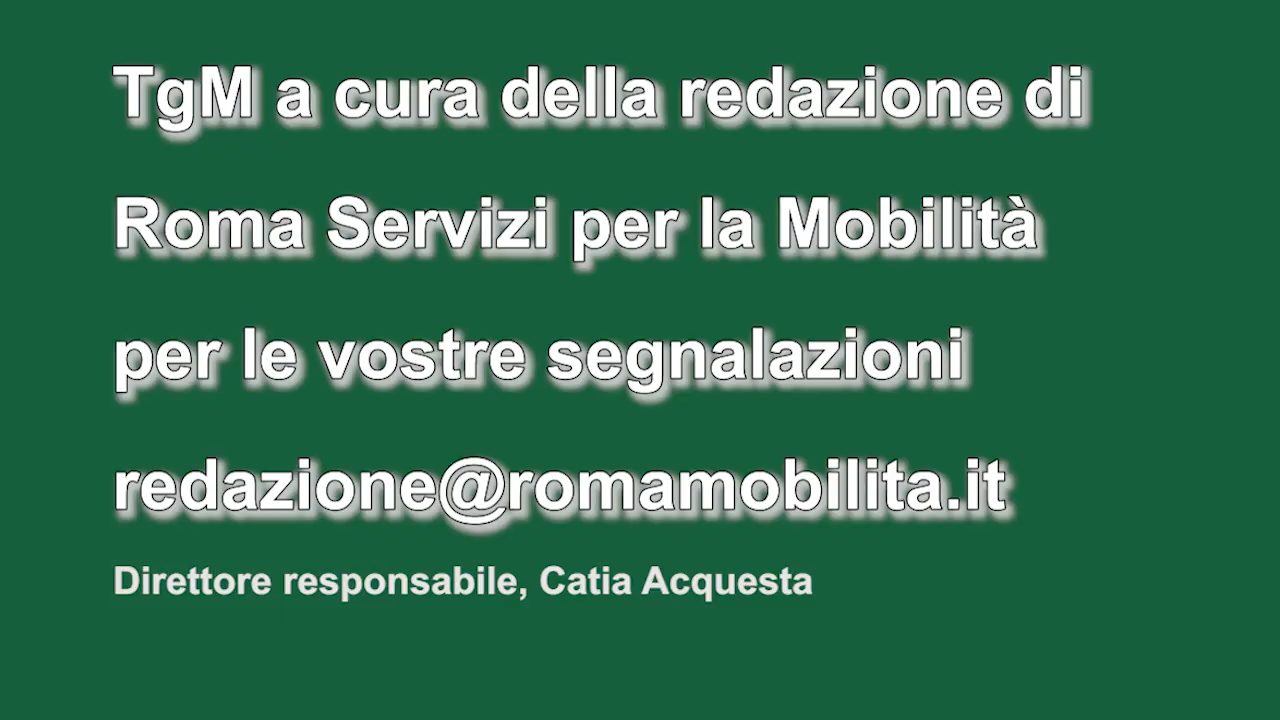 TgM a cura della redazione di
Roma Servizi per la Mobilità
per le vostre segnalazioni
redazione@romamobilita.it
Direttore responsabile, Catia Acquesta